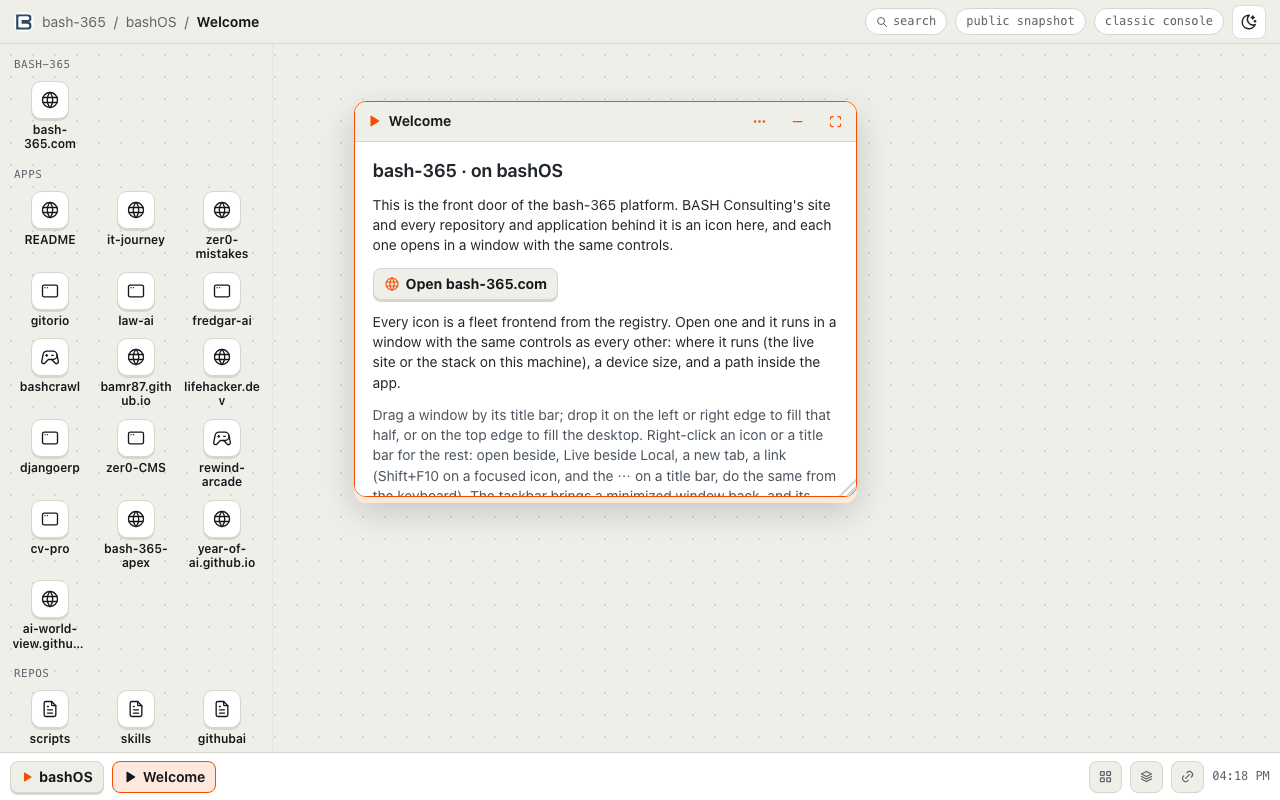 bash-365 / bashOS / Welcome
search
public snapshot
classic console
BASH-365
bash-
365.com
APPS
README
it-journey
zer0-
mistakes
gitorio
law-ai
fredgar-ai
bashcrawl
bamr87.gith
ub.io
lifehacker.de
v
djangoerp
zer0-CMS
rewind-
arcade
cv-pro
bash-365-
apex
year-of-
ai.github.io
ai-world-
view.githu...
REPOS
scripts
skills
githubai
Welcome
bash-365 · on bashOS
This is the front door of the bash-365 platform. BASH Consulting's site
and every repository and application behind it is an icon here, and each
one opens in a window with the same controls.
Open bash-365.com
Every icon is a fleet frontend from the registry. Open one and it runs in a
window with the same controls as every other: where it runs (the live
site or the stack on this machine), a device size, and a path inside the
app.
Drag a window by its title bar; drop it on the left or right edge to fill that
half, or on the top edge to fill the desktop. Right-click an icon or a title
bar for the rest: open beside, Live beside Local, a new tab, a link
(Shift+F10 on a focused icon, and the ··· on a title bar, do the same from
the keyboard). The taskbar brings a minimized window back, and its
bashOS
Welcome
04:18 PM